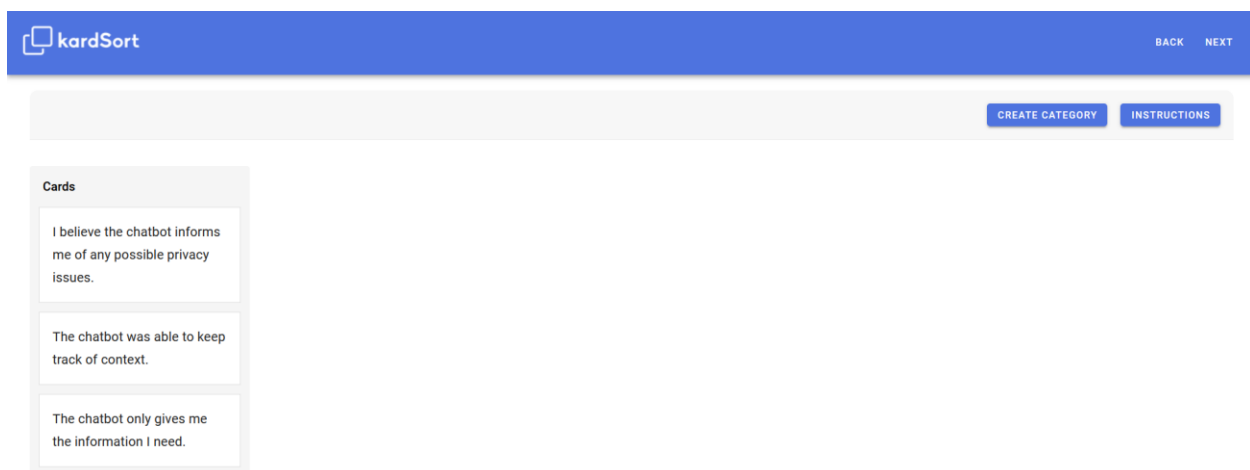 kardSort
BACK NEXT
CREATE CATEGORY INSTRUCTIONS
Cards
I believe the chatbot informs
me of any possible privacy
issues.
The chatbot was able to keep
track of context.
The chatbot only gives me
the information I need.